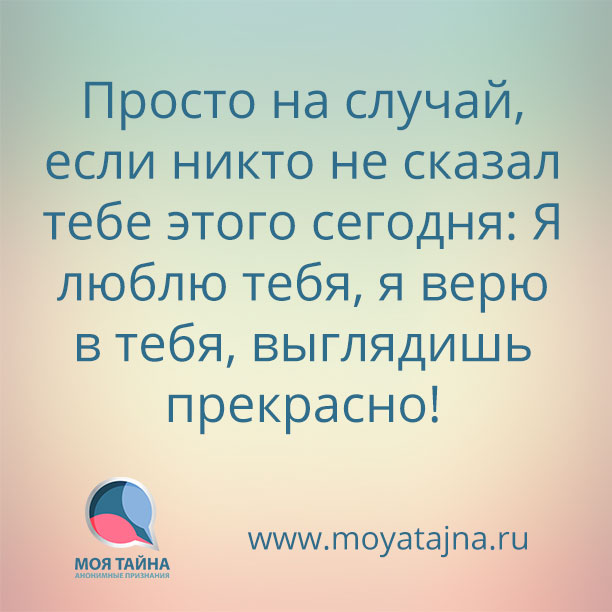 Просто на случай,
если никто не сказал
тебе этого сегодня: Я
люблю тебя, я верю
в тебя, выглядишь
прекрасно!
МОЯ ТАЙНА
АНОНИМНЫЕ ПРИЗНАНИЯ
www.moyatajna.ru